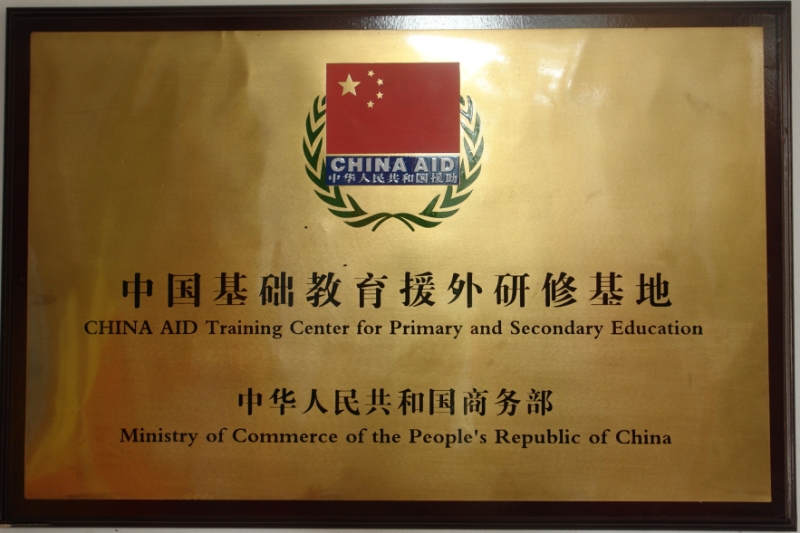 CHINA AID
中华人民共和国援助
中国基础教育援外研修基地
CHINA AID Training Center for Primary and Secondary Education
中华人民共和国商务部
Ministry of Commerce of the People's Republic of China